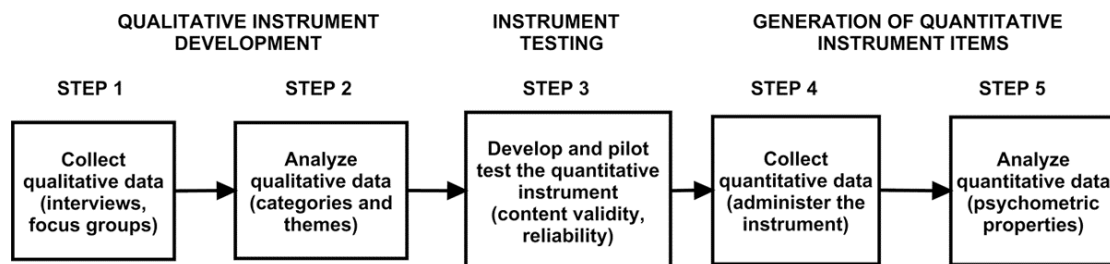 QUALITATIVE INSTRUMENT
DEVELOPMENT
INSTRUMENT
TESTING
GENERATION OF QUANTITATIVE
INSTRUMENT ITEMS
STEP 1
STEP 2
STEP 3
STEP 4
STEP 5
Collect
qualitative data
(interviews,
focus groups)
Analyze
qualitative data
(categories and
themes)
Develop and pilot
test the quantitative
instrument
(content validity,
reliability)
Collect
quantitative data
(administer the
instrument)
Analyze
quantitative data
(psychometric
properties)